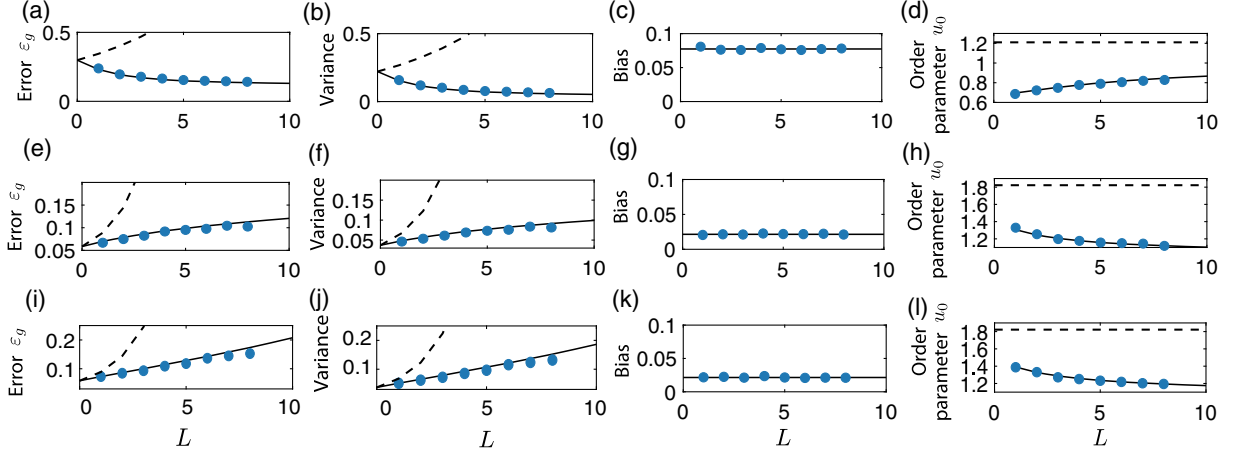 (a) (b) (c) (d)
Error ε_g 0.5 0 0 5 10
Variance 0.5 0 0 5 10
Bias 0.1 0.05 0 0 5 10
Order parameter u_0 1.2 1.0 0.8 0.6 0 5 10
(e) (f) (g) (h)
Error ε_g 0.15 0.1 0.05 0 5 10
Variance 0.15 0.1 0.05 0 5 10
Bias 0.1 0.05 0 0 5 10
Order parameter u_0 1.8 1.6 1.4 1.2 0 5 10
(i) (j) (k) (l)
Error ε_g 0.2 0.1 0 5 10
Variance 0.2 0.1 0 5 10
Bias 0.1 0.05 0 0 5 10
Order parameter u_0 1.8 1.6 1.4 1.2 0 5 10
L L L L